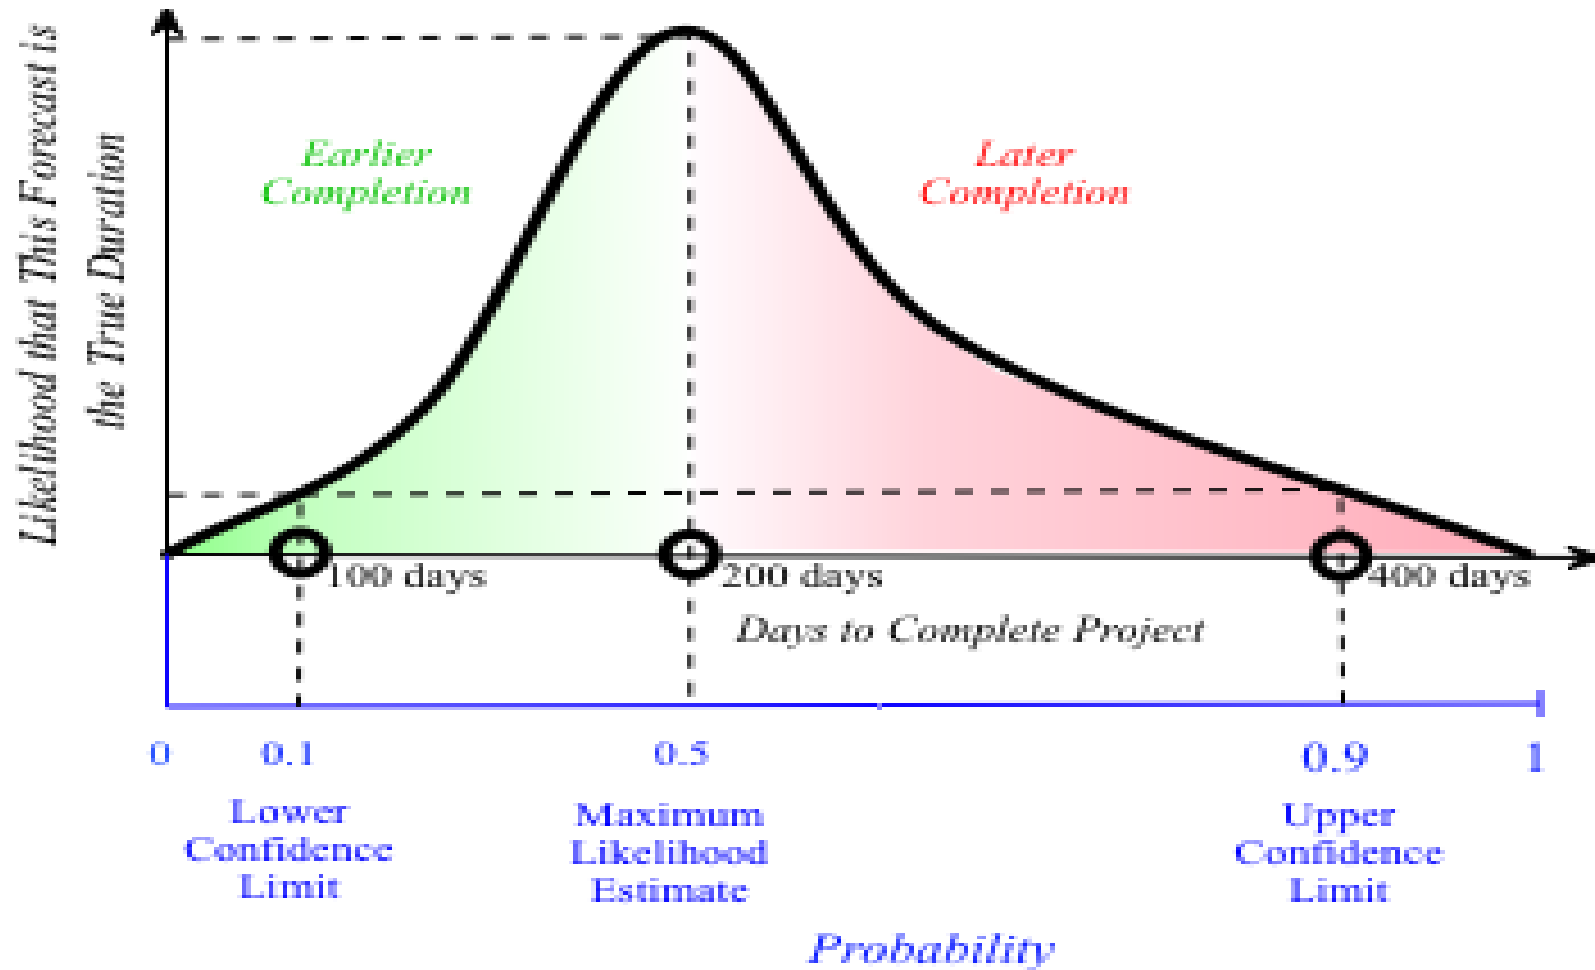 Likelihood that This Forecast is
the True Duration
Earlier
Completion
Later
Completion
100 days
200 days
400 days
Days to Complete Project
0
0.1
0.5
0.9
1
Lower
Confidence
Limit
Maximum
Likelihood
Estimate
Upper
Confidence
Limit
Probability